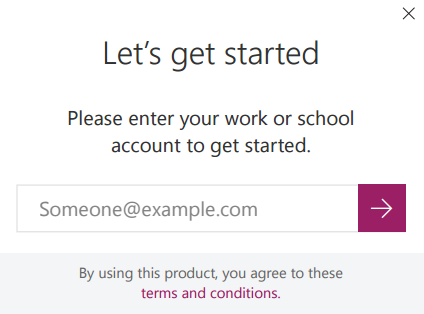 Let's get started
Please enter your work or school
account to get started.
Someone@example.com
By using this product, you agree to these
terms and conditions.